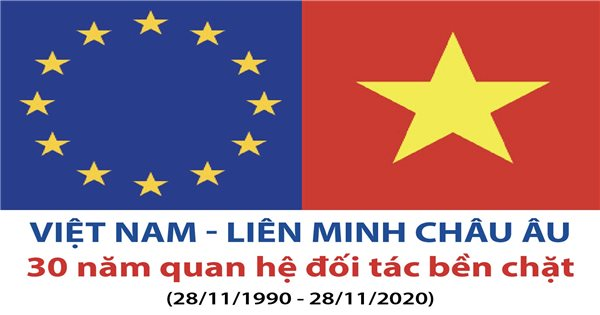 VIỆT NAM - LIÊN MINH CHÂU ÂU
30 năm quan hệ đối tác bền chặt
(28/11/1990 - 28/11/2020)